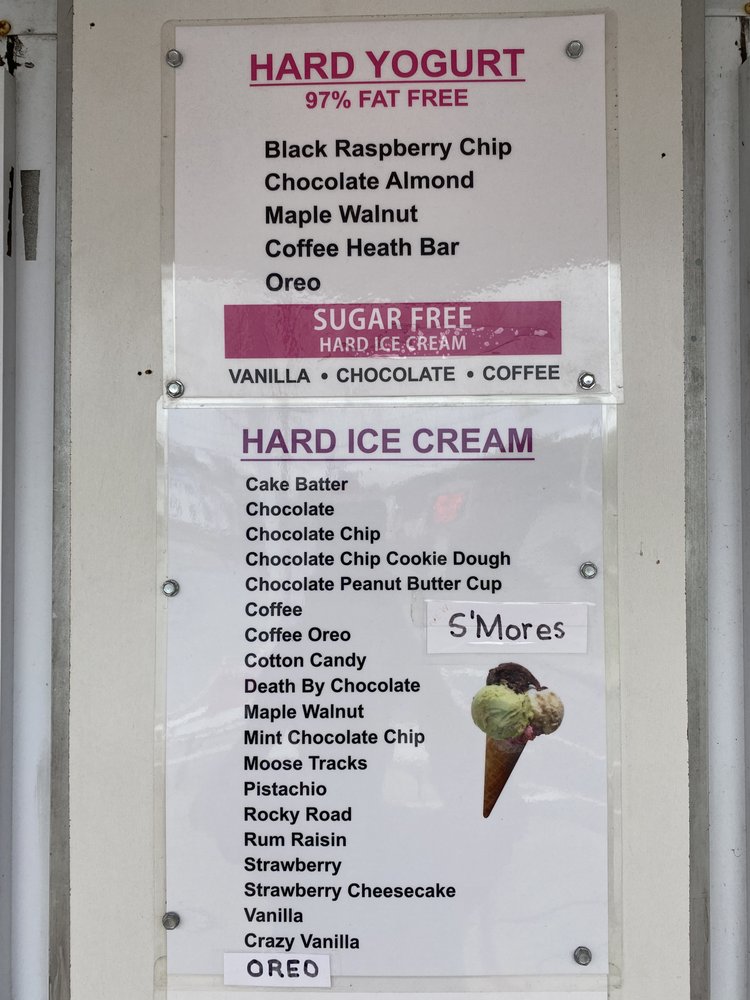 HARD YOGURT
97% FAT FREE
Black Raspberry Chip
Chocolate Almond
Maple Walnut
Coffee Heath Bar
Oreo
SUGAR FREE
HARD ICE CREAM
VANILLA • CHOCOLATE • COFFEE
HARD ICE CREAM
Cake Batter
Chocolate
Chocolate Chip
Chocolate Chip Cookie Dough
Chocolate Peanut Butter Cup
Coffee
Coffee Oreo
S'Mores
Cotton Candy
Death By Chocolate
Maple Walnut
Mint Chocolate Chip
Moose Tracks
Pistachio
Rocky Road
Rum Raisin
Strawberry
Strawberry Cheesecake
Vanilla
Crazy Vanilla
OREO